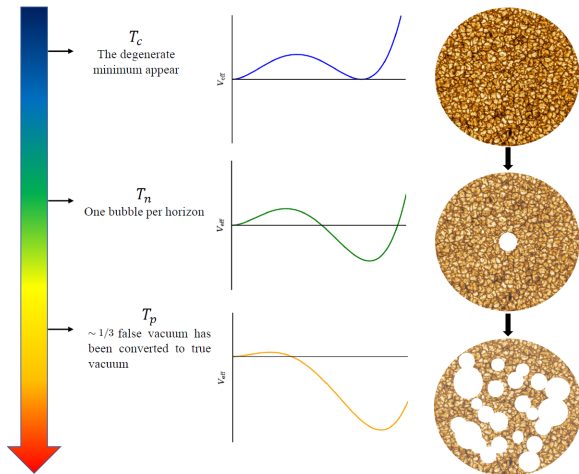 T_c
The degenerate
minimum appear
V_eff
T_n
One bubble per horizon
V_eff
T_p
~ 1/3 false vacuum has
been converted to true
vacuum
V_eff